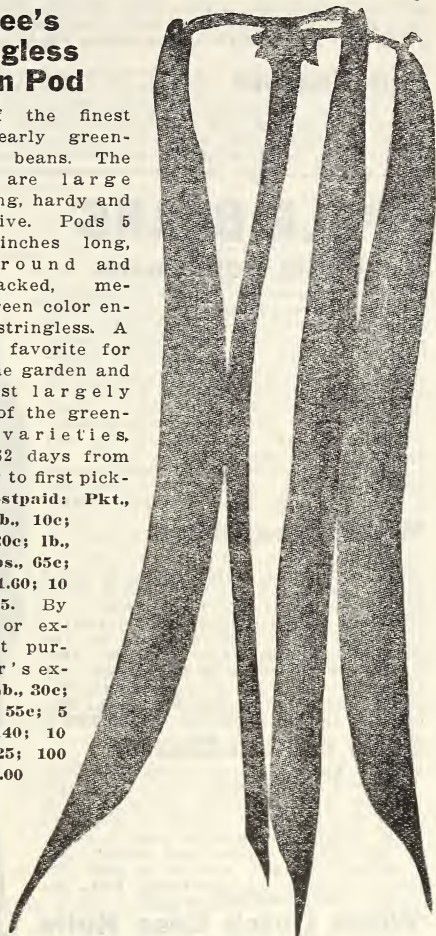 ee's
gless
n Pod
f the finest
early green-
beans. The
are large
ng, hardy and
ive. Pods 5
inches long,
round and
acked, me-
reen color en-
stringless. A
favorite for
e garden and
st largely
of the green-
varieties.
52 days from
to first pick-
stpaid: Pkt.,
b., 10c;
20c; lb.,
bs., 65c;
1.60; 10
5. By
or ex-
t pur-
r's ex-
b., 30c;
55c; 5
40; 10
25; 100
.00